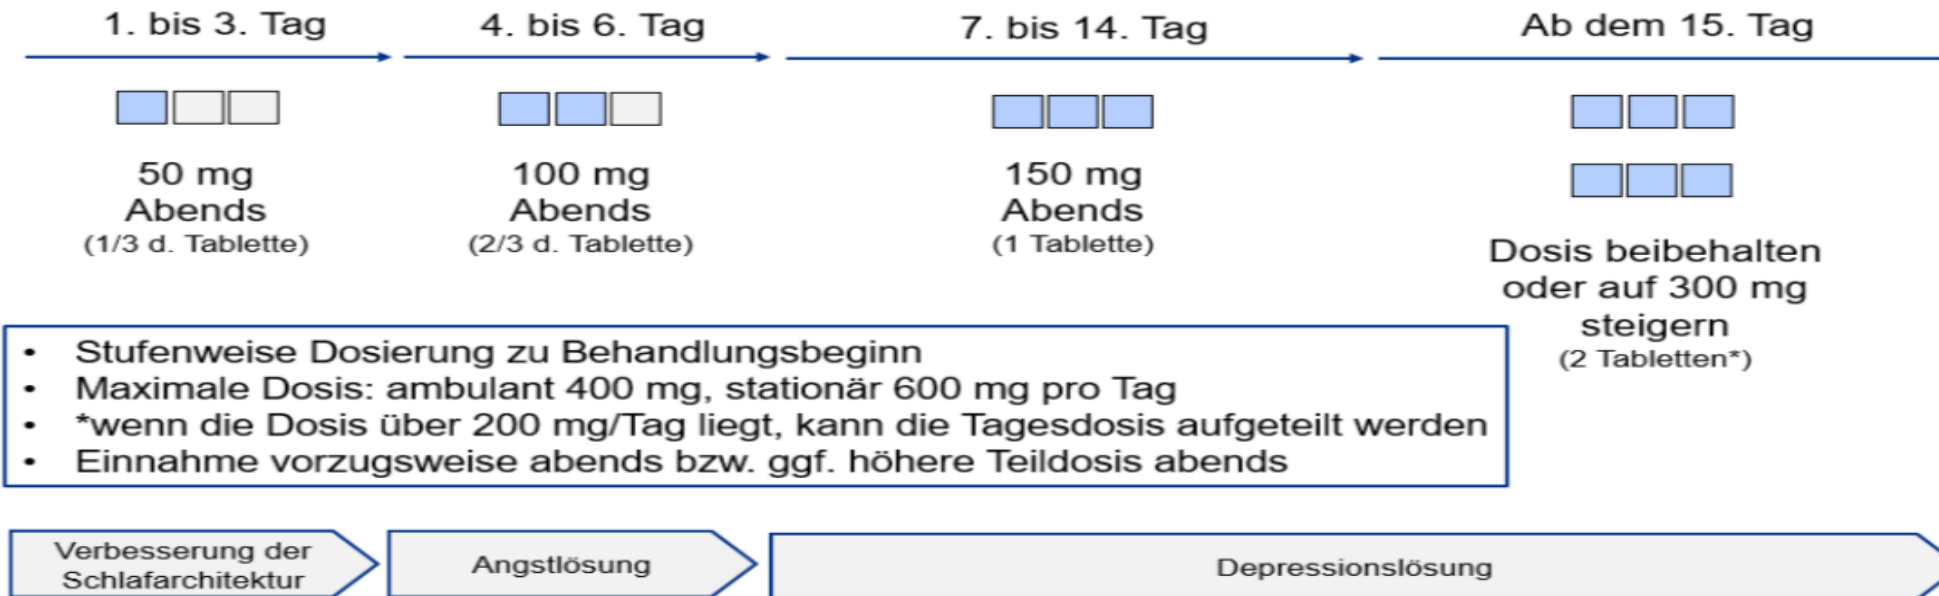 1. bis 3. Tag
4. bis 6. Tag
7. bis 14. Tag
Ab dem 15. Tag
50 mg
Abends
(1/3 d. Tablette)
100 mg
Abends
(2/3 d. Tablette)
150 mg
Abends
(1 Tablette)
Dosis beibehalten
oder auf 300 mg
steigern
(2 Tabletten*)
• Stufenweise Dosierung zu Behandlungsbeginn
• Maximale Dosis: ambulant 400 mg, stationär 600 mg pro Tag
• *wenn die Dosis über 200 mg/Tag liegt, kann die Tagesdosis aufgeteilt werden
• Einnahme vorzugsweise abends bzw. ggf. höhere Teildosis abends
Verbesserung der
Schlafarchitektur
Angstlösung
Depressionslösung